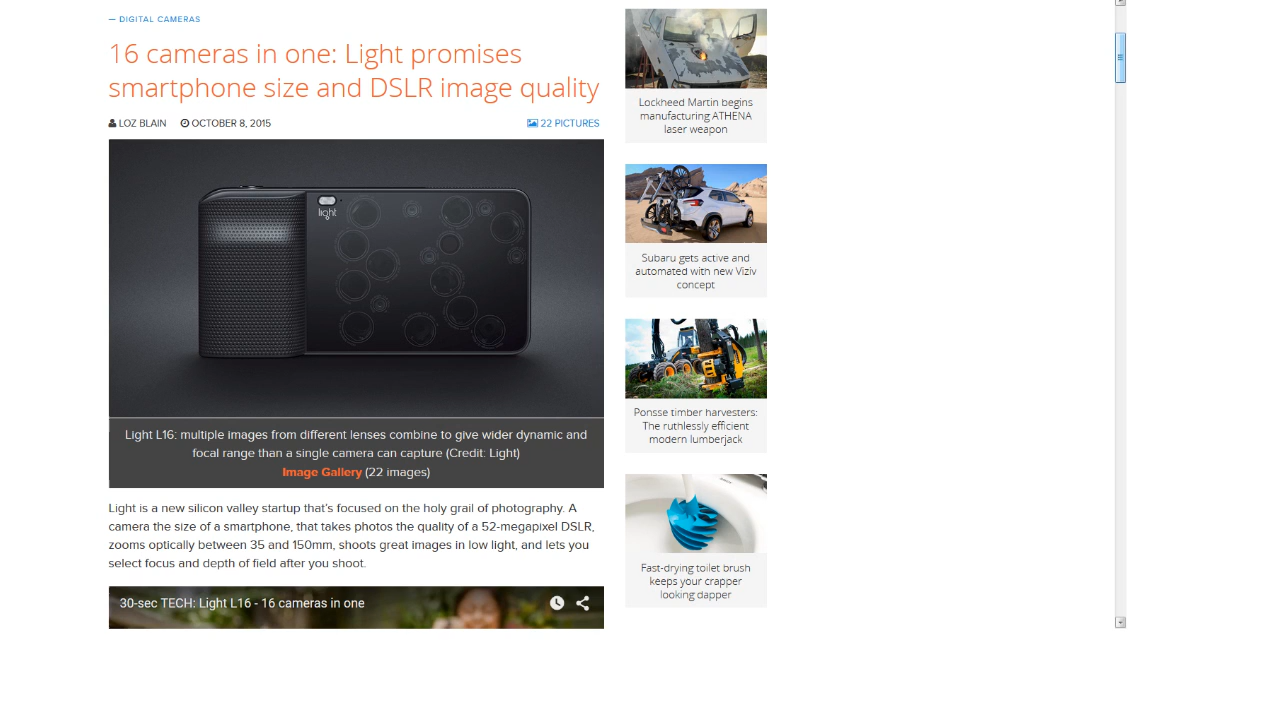 — DIGITAL CAMERAS
16 cameras in one: Light promises
smartphone size and DSLR image quality
LOZ BLAIN OCTOBER 8, 2015 22 PICTURES
light
Light L16: multiple images from different lenses combine to give wider dynamic and
focal range than a single camera can capture (Credit: Light)
Image Gallery (22 images)
Light is a new silicon valley startup that's focused on the holy grail of photography. A
camera the size of a smartphone, that takes photos the quality of a 52-megapixel DSLR,
zooms optically between 35 and 150mm, shoots great images in low light, and lets you
select focus and depth of field after you shoot.
30-sec TECH: Light L16 - 16 cameras in one
Lockheed Martin begins
manufacturing ATHENA
laser weapon
Subaru gets active and
automated with new Viziv
concept
Ponsse timber harvesters:
The ruthlessly efficient
modern lumberjack
Fast-drying toilet brush
keeps your crapper
looking dapper